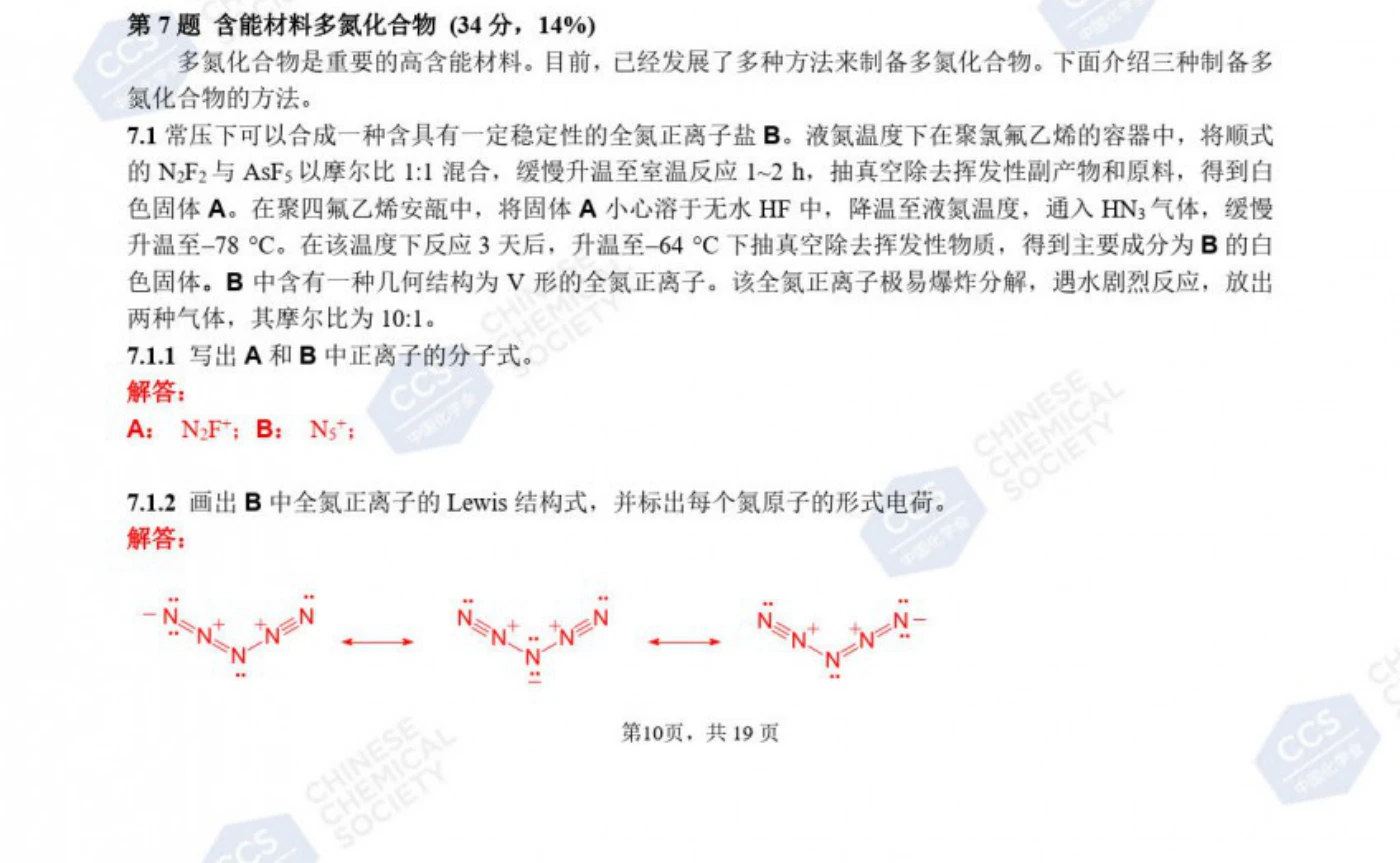 第 7 题 含能材料多氮化合物 (34 分，14%)
多氮化合物是重要的高含能材料。目前，已经发展了多种方法来制备多氮化合物。下面介绍三种制备多
氮化合物的方法。
7.1 常压下可以合成一种含具有一定稳定性的全氮正离子盐 B。液氮温度下在聚氯氟乙烯的容器中，将顺式
的 N₂F₂ 与 AsF₅ 以摩尔比 1:1 混合，缓慢升温至室温反应 1~2 h，抽真空除去挥发性副产物和原料，得到白
色固体 A。在聚四氟乙烯安瓿中，将固体 A 小心溶于无水 HF 中，降温至液氮温度，通入 HN₃ 气体，缓慢
升温至–78 °C。在该温度下反应 3 天后，升温至–64 °C 下抽真空除去挥发性物质，得到主要成分为 B 的白
色固体。B 中含有一种几何结构为 V 形的全氮正离子。该全氮正离子极易爆炸分解，遇水剧烈反应，放出
两种气体，其摩尔比为 10:1。
7.1.1 写出 A 和 B 中正离子的分子式。
解答：
A： N₂F⁺；B： N₅⁺；
7.1.2 画出 B 中全氮正离子的 Lewis 结构式，并标出每个氮原子的形式电荷。
解答：
N N N N N N N N N N N N N N N
第10页，共 19 页
CCS 中国化学会
CHINESE
CHEMICAL
SOCIETY